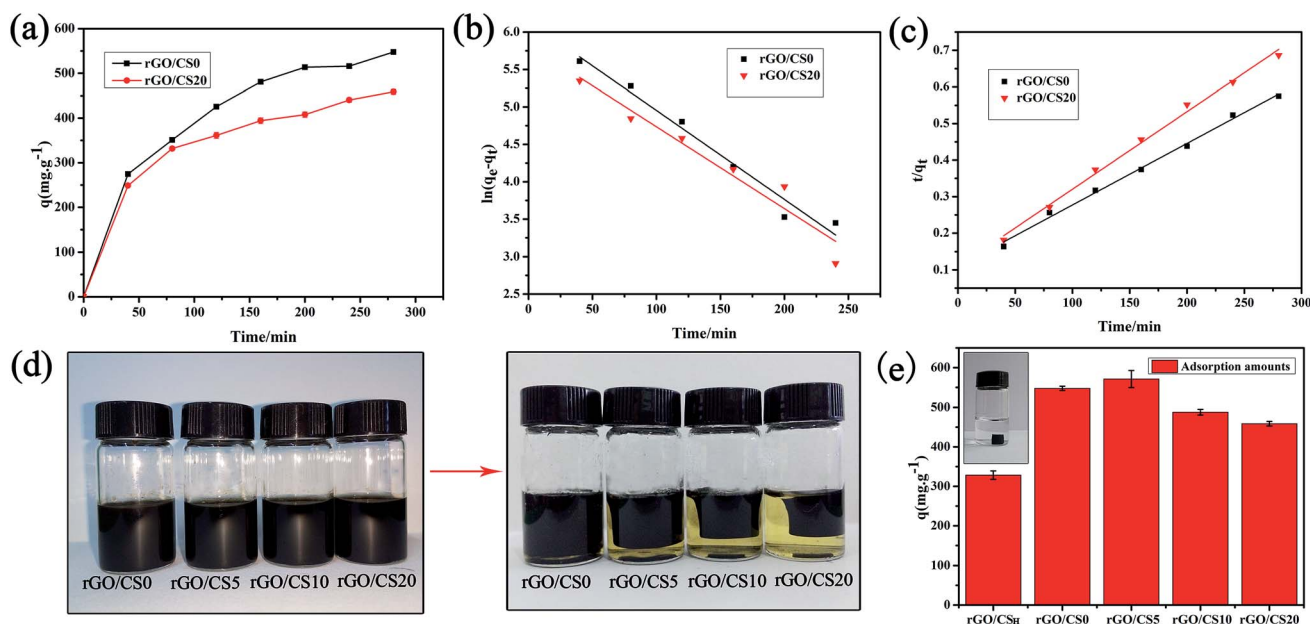 (a)
600
500
400
300
200
100
0
q(mg.g-1)
rGO/CS0
rGO/CS20
0 50 100 150 200 250 300
Time/min
(b)
6.0
5.5
5.0
4.5
4.0
3.5
3.0
2.5
ln(qe-qt)
rGO/CS0
rGO/CS20
0 50 100 150 200 250
Time/min
(c)
0.7
0.6
0.5
0.4
0.3
0.2
0.1
t/qt
rGO/CS0
rGO/CS20
0 50 100 150 200 250 300
Time/min
(d)
rGO/CS0 rGO/CS5 rGO/CS10 rGO/CS20
rGO/CS0 rGO/CS5 rGO/CS10 rGO/CS20
(e)
600
500
400
300
200
100
0
q(mg.g-1)
Adsorption amounts
rGO/CSH rGO/CS0 rGO/CS5 rGO/CS10 rGO/CS20